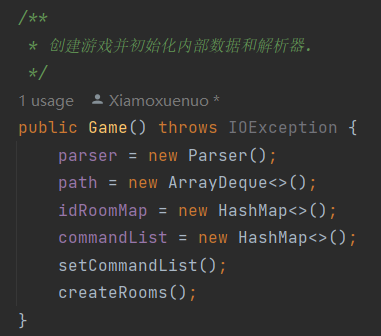 /**
 * 创建游戏并初始化内部数据和解析器.
 */
1 usage Xiamoxuenuo *
public Game() throws IOException {
    parser = new Parser();
    path = new ArrayDeque<>();
    idRoomMap = new HashMap<>();
    commandList = new HashMap<>();
    setCommandList();
    createRooms();
}